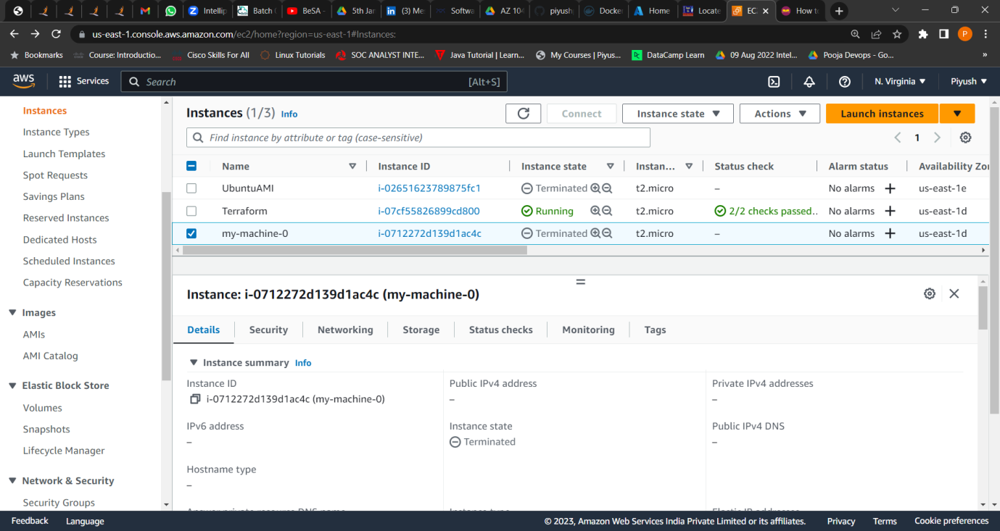 Intellip
Batch
BeSA -
5th Jan
(3) Me
Softwa
AZ 104
piyush
Docke
Home
Locate
EC
How to
us-east-1.console.aws.amazon.com/ec2/home?region=us-east-1#Instances:
P
Bookmarks
Course: Introductio...
Cisco Skills For All
Linux Tutorials
SOC ANALYST INTE...
Java Tutorial | Learn...
My Courses | Piyus...
DataCamp Learn
09 Aug 2022 Intel...
Pooja Devops - Go...
aws
Services
Search
[Alt+S]
N. Virginia
Piyush
Instances
Instance Types
Launch Templates
Spot Requests
Savings Plans
Reserved Instances
Dedicated Hosts
Scheduled Instances
Capacity Reservations
Images
AMIs
AMI Catalog
Elastic Block Store
Volumes
Snapshots
Lifecycle Manager
Network & Security
Security Groups
Instances (1/3) Info
Connect
Instance state
Actions
Launch instances
Find instance by attribute or tag (case-sensitive)
1
Name Instance ID Instance state Instan... Status check Alarm status Availability Zo
UbuntuAMI i-02651623789875fc1 Terminated t2.micro – No alarms us-east-1e
Terraform i-07cf55826899cd800 Running t2.micro 2/2 checks passed.. No alarms us-east-1d
my-machine-0 i-0712272d139d1ac4c Terminated t2.micro – No alarms us-east-1d
Instance: i-0712272d139d1ac4c (my-machine-0)
Details Security Networking Storage Status checks Monitoring Tags
Instance summary Info
Instance ID
i-0712272d139d1ac4c (my-machine-0)
Public IPv4 address
–
Private IPv4 addresses
–
IPv6 address
–
Instance state
Terminated
Public IPv4 DNS
–
Hostname type
–
Feedback
Language
© 2023, Amazon Web Services India Private Limited or its affiliates.
Privacy
Terms
Cookie preferences